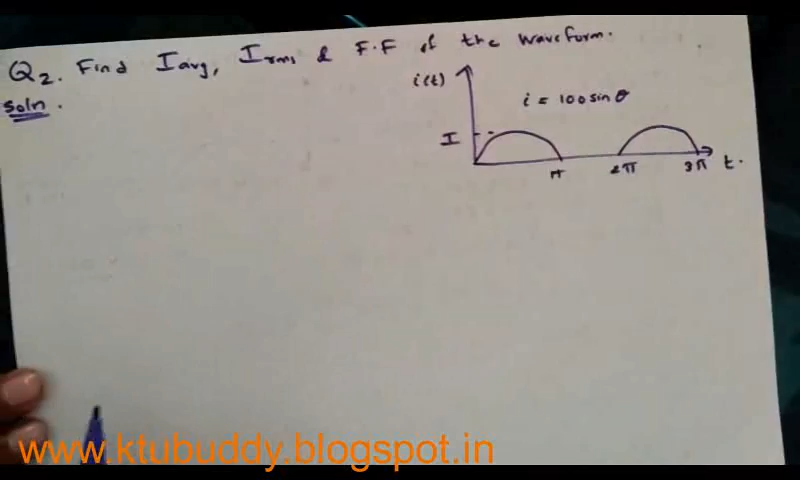 Q2. Find Iavg, Irms & F.F of the waveform.
Soln.
i(t)
i = 100 sin θ
I
π
2π
3π
t.
www.ktubuddy.blogspot.in